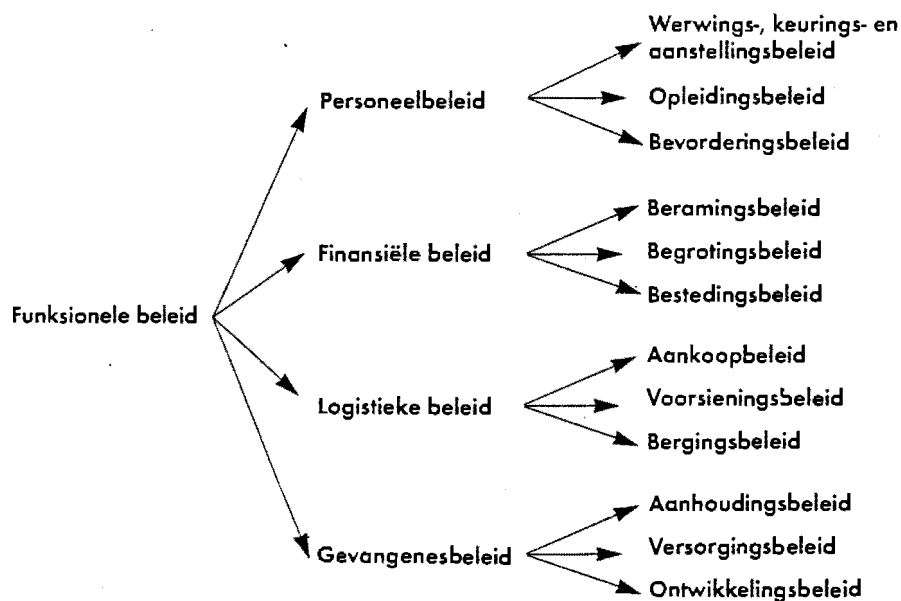 Werwings-, keurings- en
aanstellingsbeleid
Personeelbeleid
Opleidingsbeleid
Bevorderingsbeleid
Beramingsbeleid
Finansiële beleid
Begrotingsbeleid
Bestedingsbeleid
Funksionele beleid
Aankoopbeleid
Logistieke beleid
Voorsieningsbeleid
Bergingsbeleid
Aanhoudingsbeleid
Gevangenesbeleid
Versorgingsbeleid
Ontwikkelingsbeleid